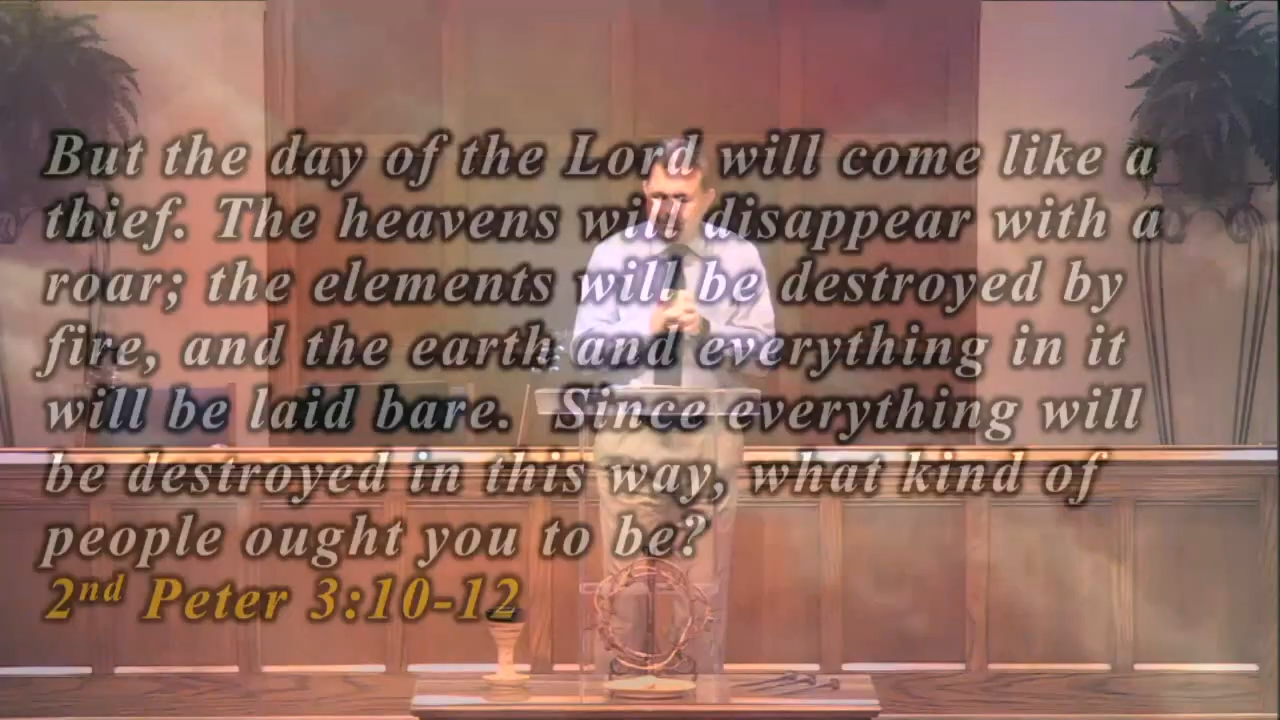 But the day of the Lord will come like a
thief. The heavens will disappear with a
roar; the elements will be destroyed by
fire, and the earth and everything in it
will be laid bare.  Since everything will
be destroyed in this way, what kind of
people ought you to be?
2nd Peter 3:10-12